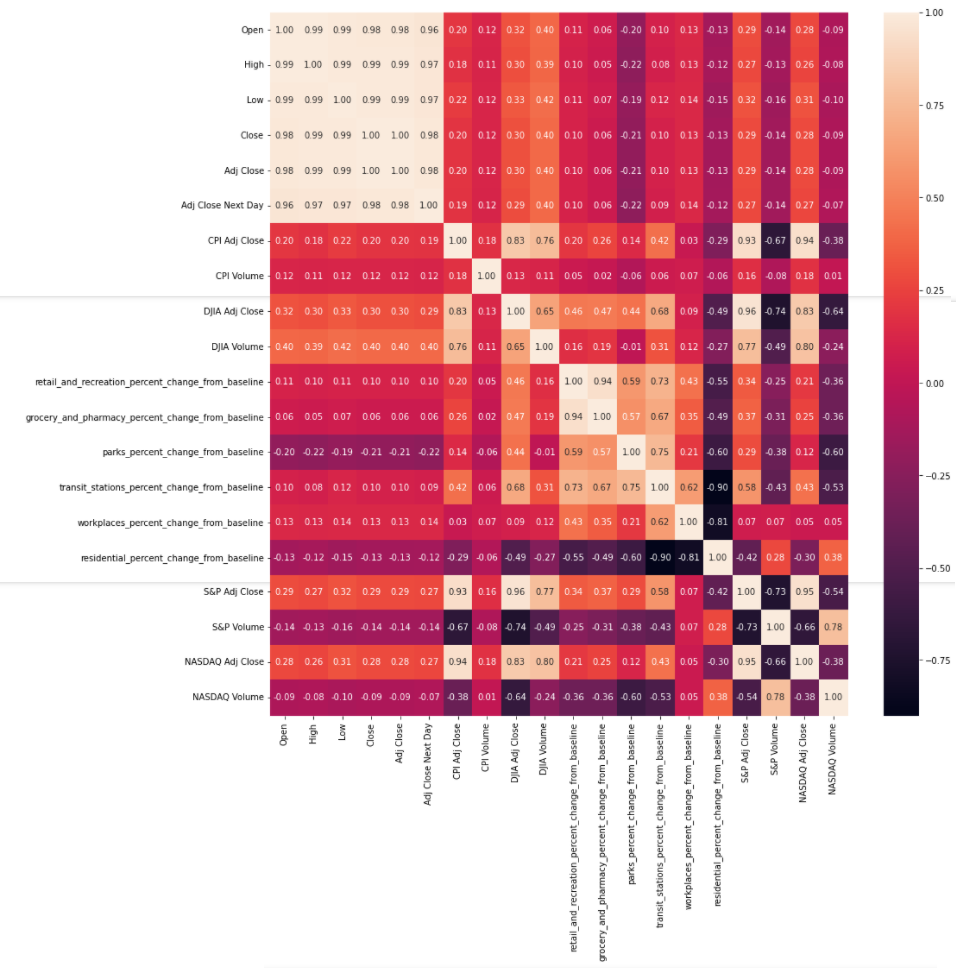 Open 1.00 0.99 0.99 0.98 0.98 0.96 0.20 0.12 0.32 0.40 0.11 0.06 -0.20 0.10 0.13 -0.13 0.29 -0.14 0.28 -0.09
High 0.99 1.00 0.99 0.99 0.99 0.97 0.18 0.11 0.30 0.39 0.10 0.05 -0.22 0.08 0.13 -0.12 0.27 -0.13 0.26 -0.08
Low 0.99 0.99 1.00 0.99 0.99 0.97 0.22 0.12 0.33 0.42 0.11 0.07 -0.19 0.12 0.14 -0.15 0.32 -0.16 0.31 -0.10
Close 0.98 0.99 0.99 1.00 1.00 0.98 0.20 0.12 0.30 0.40 0.10 0.06 -0.21 0.10 0.13 -0.13 0.29 -0.14 0.28 -0.09
Adj Close 0.98 0.99 0.99 1.00 1.00 0.98 0.20 0.12 0.30 0.40 0.10 0.06 -0.21 0.10 0.13 -0.13 0.29 -0.14 0.28 -0.09
Adj Close Next Day 0.96 0.97 0.97 0.98 0.98 1.00 0.19 0.12 0.29 0.40 0.10 0.06 -0.22 0.09 0.14 -0.12 0.27 -0.14 0.27 -0.07
CPI Adj Close 0.20 0.18 0.22 0.20 0.20 0.19 1.00 0.18 0.83 0.76 0.20 0.26 0.14 0.42 0.03 -0.29 0.93 -0.67 0.94 -0.38
CPI Volume 0.12 0.11 0.12 0.12 0.12 0.12 0.18 1.00 0.13 0.11 0.05 0.02 -0.06 0.06 0.07 -0.06 0.16 -0.08 0.18 0.01
DJIA Adj Close 0.32 0.30 0.33 0.30 0.30 0.29 0.83 0.13 1.00 0.65 0.46 0.47 0.44 0.68 0.09 -0.49 0.96 -0.74 0.83 -0.64
DJIA Volume 0.40 0.39 0.42 0.40 0.40 0.40 0.76 0.11 0.65 1.00 0.16 0.19 -0.01 0.31 0.12 -0.27 0.77 -0.49 0.80 -0.24
retail_and_recreation_percent_change_from_baseline 0.11 0.10 0.11 0.10 0.10 0.10 0.20 0.05 0.46 0.16 1.00 0.94 0.59 0.73 0.43 -0.55 0.34 -0.25 0.21 -0.36
grocery_and_pharmacy_percent_change_from_baseline 0.06 0.05 0.07 0.06 0.06 0.06 0.26 0.02 0.47 0.19 0.94 1.00 0.57 0.67 0.35 -0.49 0.37 -0.31 0.25 -0.36
parks_percent_change_from_baseline -0.20 -0.22 -0.19 -0.21 -0.21 -0.22 0.14 -0.06 0.44 -0.01 0.59 0.57 1.00 0.75 0.21 -0.60 0.29 -0.38 0.12 -0.60
transit_stations_percent_change_from_baseline 0.10 0.08 0.12 0.10 0.10 0.09 0.42 0.06 0.68 0.31 0.73 0.67 0.75 1.00 0.62 -0.90 0.58 -0.43 0.43 -0.53
workplaces_percent_change_from_baseline 0.13 0.13 0.14 0.13 0.13 0.14 0.03 0.07 0.09 0.12 0.43 0.35 0.21 0.62 1.00 -0.81 0.07 0.07 0.05 0.05
residential_percent_change_from_baseline -0.13 -0.12 -0.15 -0.13 -0.13 -0.12 -0.29 -0.06 -0.49 -0.27 -0.55 -0.49 -0.60 -0.90 -0.81 1.00 -0.42 0.28 -0.30 0.38
S&P Adj Close 0.29 0.27 0.32 0.29 0.29 0.27 0.93 0.16 0.96 0.77 0.34 0.37 0.29 0.58 0.07 -0.42 1.00 -0.73 0.95 -0.54
S&P Volume -0.14 -0.13 -0.16 -0.14 -0.14 -0.14 -0.67 -0.08 -0.74 -0.49 -0.25 -0.31 -0.38 -0.43 0.07 0.28 -0.73 1.00 -0.66 0.78
NASDAQ Adj Close 0.28 0.26 0.31 0.28 0.28 0.27 0.94 0.18 0.83 0.80 0.21 0.25 0.12 0.43 0.05 -0.30 0.95 -0.66 1.00 -0.38
NASDAQ Volume -0.09 -0.08 -0.10 -0.09 -0.09 -0.07 -0.38 0.01 -0.64 -0.24 -0.36 -0.36 -0.60 -0.53 0.05 0.38 -0.54 0.78 -0.38 1.00
Open
High
Low
Close
Adj Close
Adj Close Next Day
CPI Adj Close
CPI Volume
DJIA Adj Close
DJIA Volume
retail_and_recreation_percent_change_from_baseline
grocery_and_pharmacy_percent_change_from_baseline
parks_percent_change_from_baseline
transit_stations_percent_change_from_baseline
workplaces_percent_change_from_baseline
residential_percent_change_from_baseline
S&P Adj Close
S&P Volume
NASDAQ Adj Close
NASDAQ Volume
1.00
0.75
0.50
0.25
0.00
−0.25
−0.50
−0.75